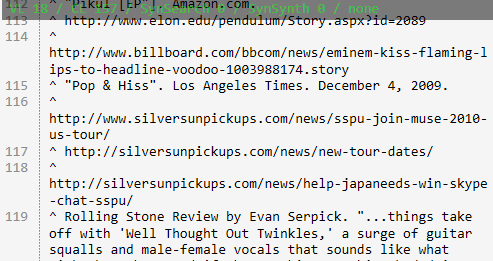 112 ^ "Pikul [EP]". Amazon.com.
113 ^ http://www.elon.edu/pendulum/Story.aspx?id=2089
114 ^
http://www.billboard.com/bbcom/news/eminem-kiss-flaming-l
ips-to-headline-voodoo-1003988174.story
115 ^ "Pop & Hiss". Los Angeles Times. December 4, 2009.
116 ^
http://www.silversunpickups.com/news/sspu-join-muse-2010-
us-tour/
117 ^ http://silversunpickups.com/news/new-tour-dates/
118 ^
http://silversunpickups.com/news/help-japaneeds-win-skype
-chat-sspu/
119 ^ Rolling Stone Review by Evan Serpick. "...things take
off with 'Well Thought Out Twinkles,' a surge of guitar
squalls and male-female vocals that sounds like what